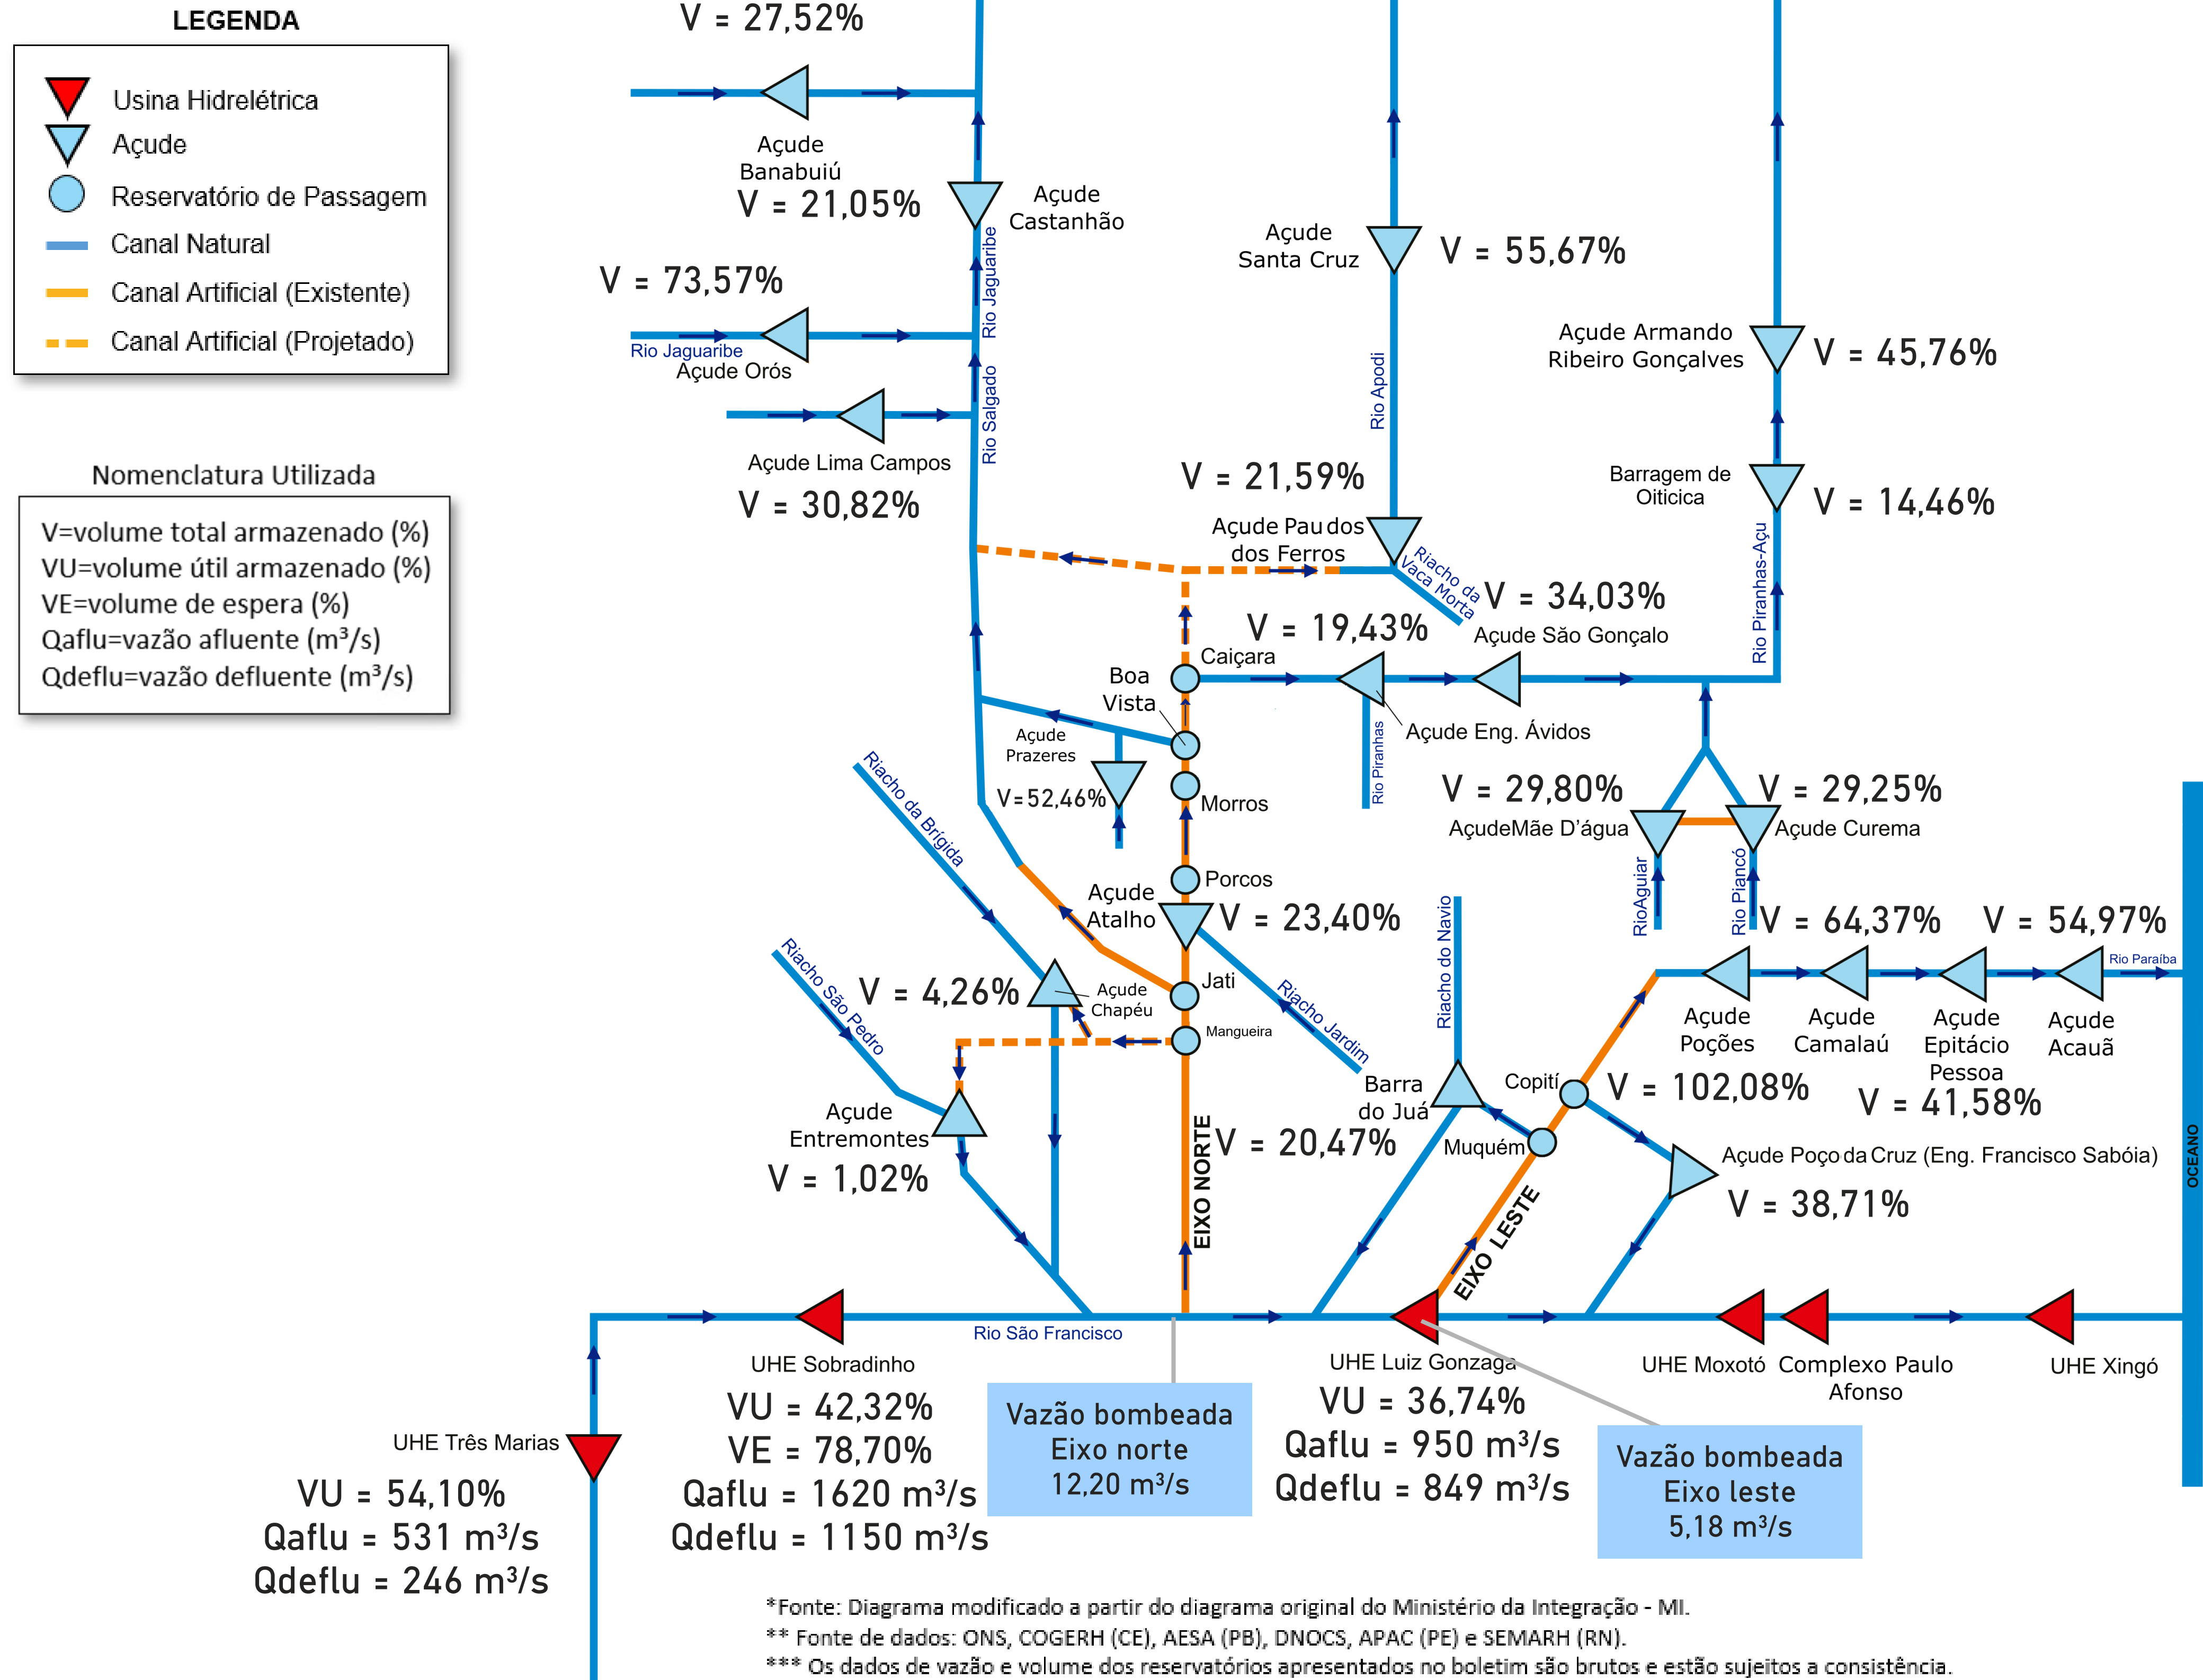 LEGENDA
Usina Hidrelétrica
Açude
Reservatório de Passagem
Canal Natural
Canal Artificial (Existente)
Canal Artificial (Projetado)
Nomenclatura Utilizada
V=volume total armazenado (%)
VU=volume útil armazenado (%)
VE=volume de espera (%)
Qaflu=vazão afluente (m³/s)
Qdeflu=vazão defluente (m³/s)
V = 27,52%
Açude
Banabuiú
V = 21,05%
Açude
Castanhão
Rio Jaguaribe
V = 73,57%
Rio Jaguaribe
Açude Orós
Rio Salgado
Açude Lima Campos
V = 30,82%
Açude
Santa Cruz
V = 55,67%
Rio Apodi
Açude Armando
Ribeiro Gonçalves
V = 45,76%
V = 21,59%
Açude Pau dos
dos Ferros
Riacho da
Vaca Morta
Barragem de
Oiticica
V = 14,46%
Rio Piranhas-Açu
V = 34,03%
Açude São Gonçalo
V = 19,43%
Caiçara
Boa
Vista
Açude Eng. Ávidos
Rio Piranhas
Açude
Prazeres
V = 52,46%
Morros
Riacho da Brígida
V = 29,80%
AçudeMãe D'água
V = 29,25%
Açude Curema
RioAguiar
Rio Piancó
Porcos
Açude
Atalho
V = 23,40%
Riacho do Navio
V = 64,37%
V = 54,97%
Rio Paraíba
Riacho São Pedro
V = 4,26%
Açude
Chapéu
Jati
Mangueira
Riacho Jardim
Açude
Poções
Açude
Camalaú
Açude
Epitácio
Pessoa
Açude
Acauã
V = 102,08%
V = 41,58%
Barra
do Juá
Copití
Açude
Entremontes
V = 1,02%
EIXO NORTE
V = 20,47%
Muquém
Açude Poço da Cruz (Eng. Francisco Sabóia)
V = 38,71%
OCEANO
EIXO LESTE
Rio São Francisco
UHE Sobradinho
VU = 42,32%
VE = 78,70%
Qaflu = 1620 m³/s
Qdeflu = 1150 m³/s
UHE Luiz Gonzaga
VU = 36,74%
Qaflu = 950 m³/s
Qdeflu = 849 m³/s
UHE Moxotó
Complexo Paulo
Afonso
UHE Xingó
UHE Três Marias
VU = 54,10%
Qaflu = 531 m³/s
Qdeflu = 246 m³/s
Vazão bombeada
Eixo norte
12,20 m³/s
Vazão bombeada
Eixo leste
5,18 m³/s
*Fonte: Diagrama modificado a partir do diagrama original do Ministério da Integração - MI.
** Fonte de dados: ONS, COGERH (CE), AESA (PB), DNOCS, APAC (PE) e SEMARH (RN).
*** Os dados de vazão e volume dos reservatórios apresentados no boletim são brutos e estão sujeitos a consistência.